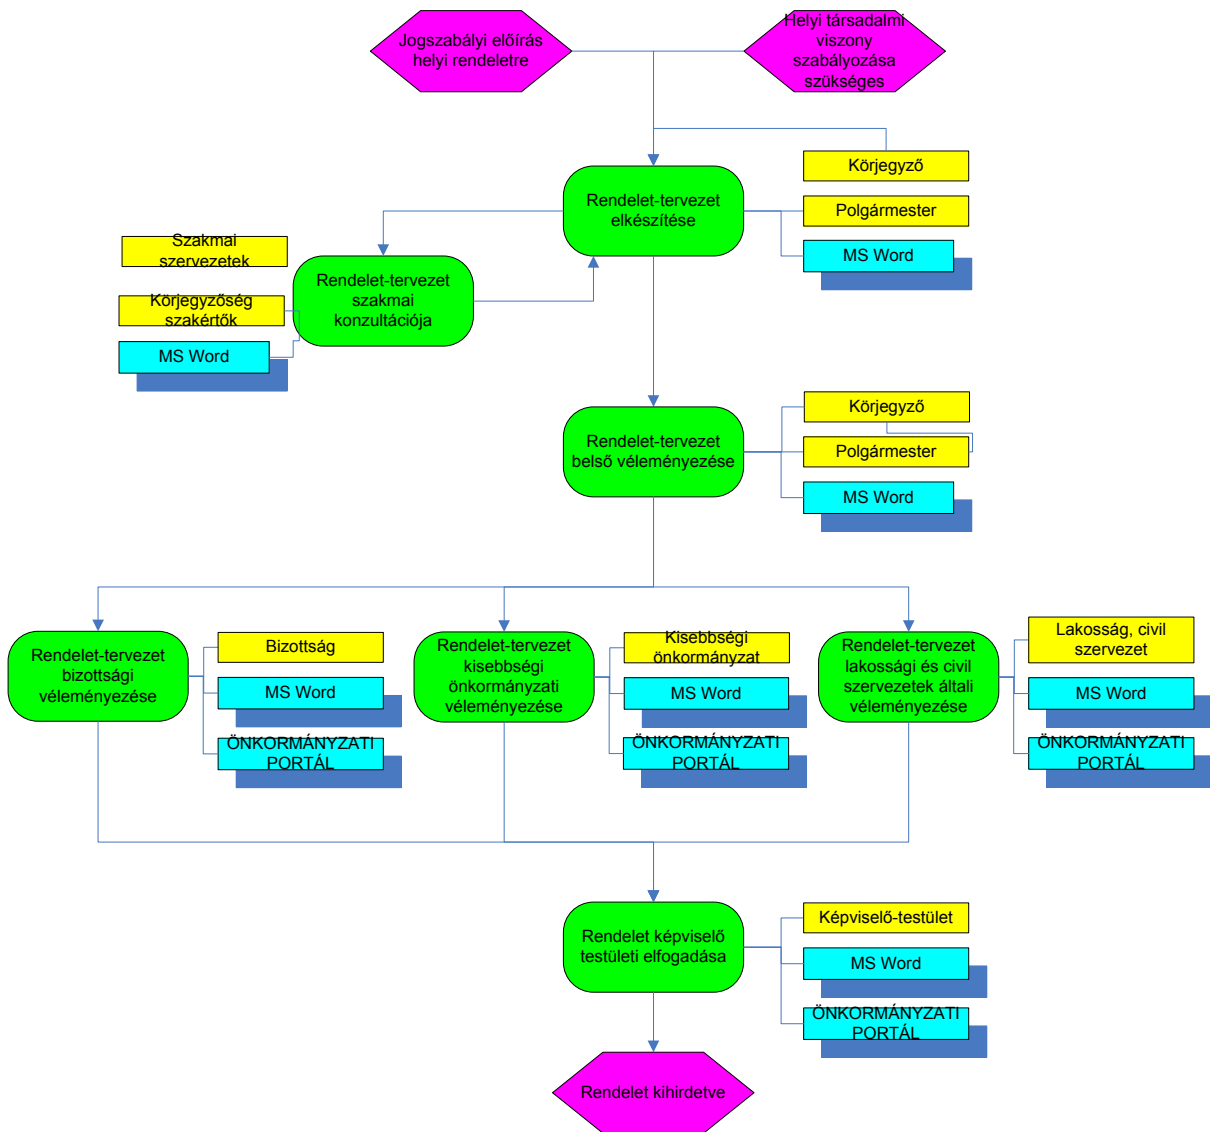 Jogszabályi előírás
helyi rendeletre
Helyi társadalmi
viszony
szabályozása
szükséges
Körjegyző
Rendelet-tervezet
elkészítése
Polgármester
MS Word
Szakmai
szervezetek
Rendelet-tervezet
szakmai
konzultációja
Körjegyzőség
szakértők
MS Word
Körjegyző
Rendelet-tervezet
belső véleményezése
Polgármester
MS Word
Rendelet-tervezet
bizottsági
véleményezése
Bizottság
MS Word
ÖNKORMÁNYZATI
PORTÁL
Rendelet-tervezet
kisebbségi
önkormányzati
véleményezése
Kisebbségi
önkormányzat
MS Word
ÖNKORMÁNYZATI
PORTÁL
Rendelet-tervezet
lakossági és civil
szervezetek általi
véleményezése
Lakosság, civil
szervezet
MS Word
ÖNKORMÁNYZATI
PORTÁL
Rendelet képviselő
testületi elfogadása
Képviselő-testület
MS Word
ÖNKORMÁNYZATI
PORTÁL
Rendelet kihirdetve